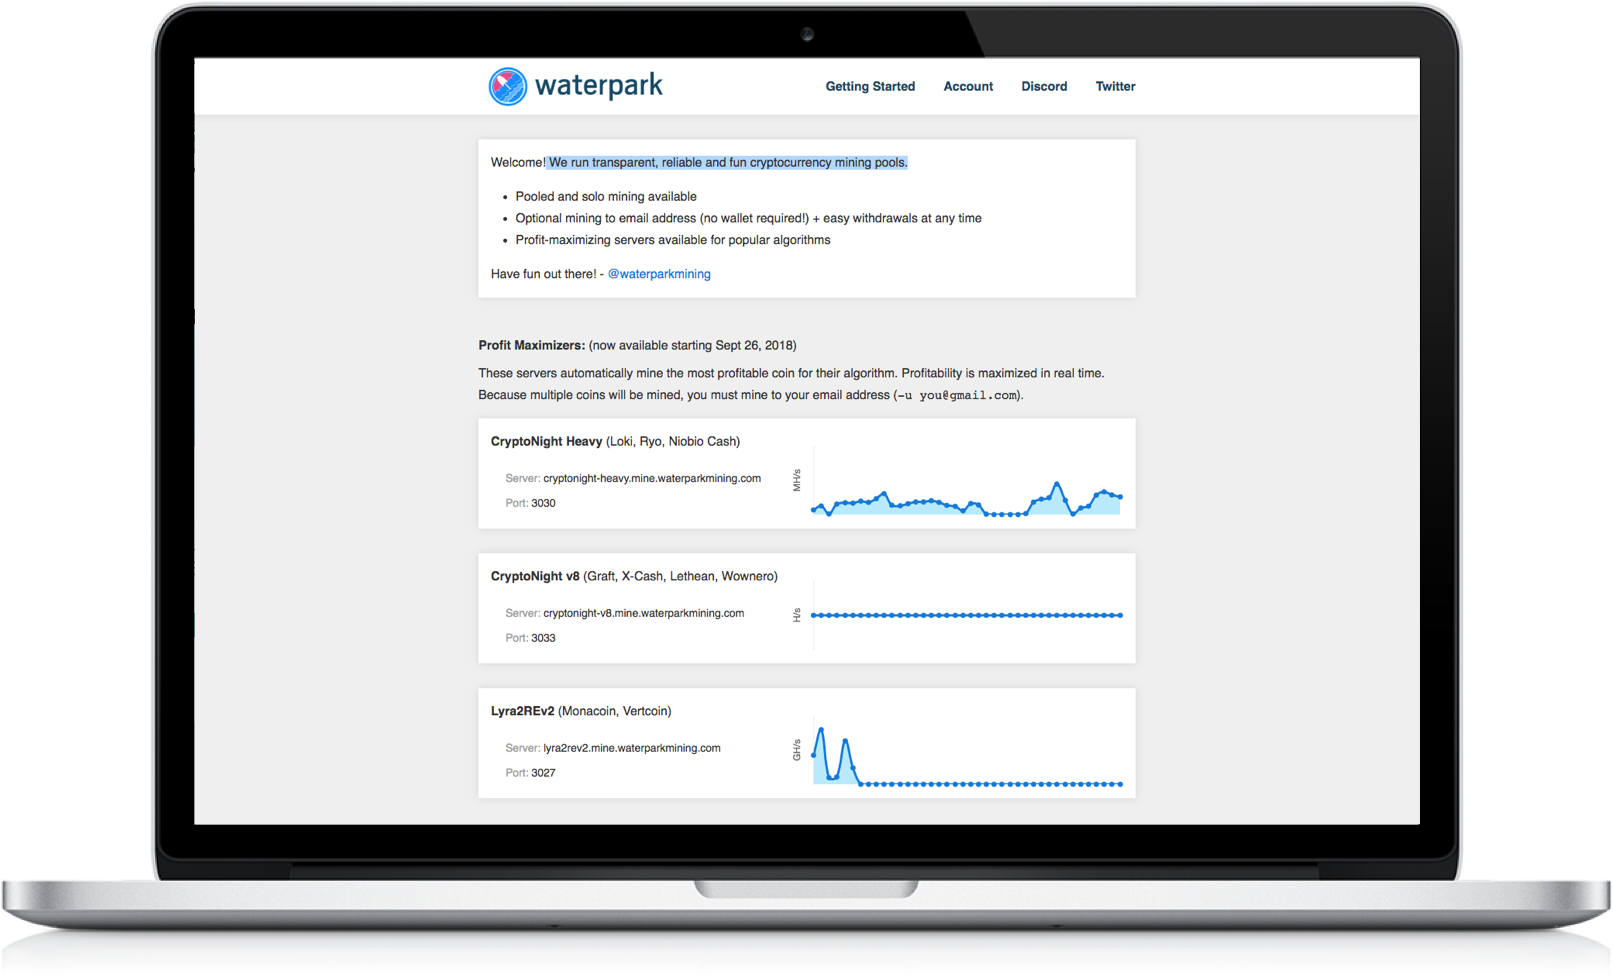 waterpark
Getting Started Account Discord Twitter
Welcome! We run transparent, reliable and fun cryptocurrency mining pools.
• Pooled and solo mining available
• Optional mining to email address (no wallet required!) + easy withdrawals at any time
• Profit-maximizing servers available for popular algorithms
Have fun out there! - @waterparkmining
Profit Maximizers: (now available starting Sept 26, 2018)
These servers automatically mine the most profitable coin for their algorithm. Profitability is maximized in real time.
Because multiple coins will be mined, you must mine to your email address (-u you@gmail.com).
CryptoNight Heavy (Loki, Ryo, Niobio Cash)
Server: cryptonight-heavy.mine.waterparkmining.com
Port: 3030
MH/s
CryptoNight v8 (Graft, X-Cash, Lethean, Wownero)
Server: cryptonight-v8.mine.waterparkmining.com
Port: 3033
H/s
Lyra2REv2 (Monacoin, Vertcoin)
Server: lyra2rev2.mine.waterparkmining.com
Port: 3027
GH/s